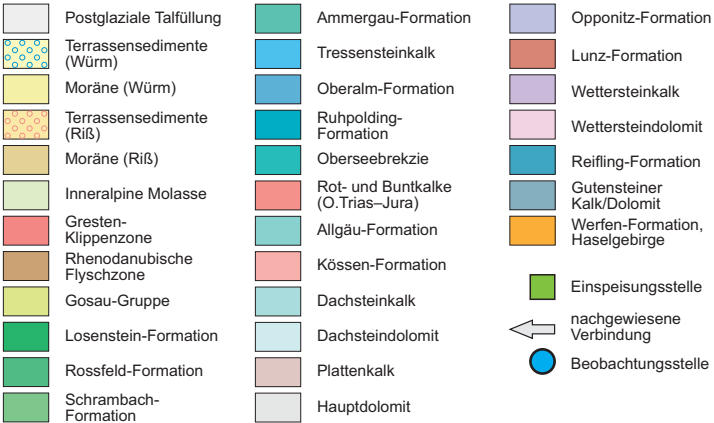 Postglaziale Talfüllung
Terrassensedimente
(Würm)
Moräne (Würm)
Terrassensedimente
(Riß)
Moräne (Riß)
Inneralpine Molasse
Gresten-
Klippenzone
Rhenodanubische
Flyschzone
Gosau-Gruppe
Losenstein-Formation
Rossfeld-Formation
Schrambach-
Formation
Ammergau-Formation
Tressensteinkalk
Oberalm-Formation
Ruhpolding-
Formation
Oberseebrekzie
Rot- und Buntkalke
(O.Trias–Jura)
Allgäu-Formation
Kössen-Formation
Dachsteinkalk
Dachsteindolomit
Plattenkalk
Hauptdolomit
Opponitz-Formation
Lunz-Formation
Wettersteinkalk
Wettersteindolomit
Reifling-Formation
Gutensteiner
Kalk/Dolomit
Werfen-Formation,
Haselgebirge
Einspeisungsstelle
nachgewiesene
Verbindung
Beobachtungsstelle